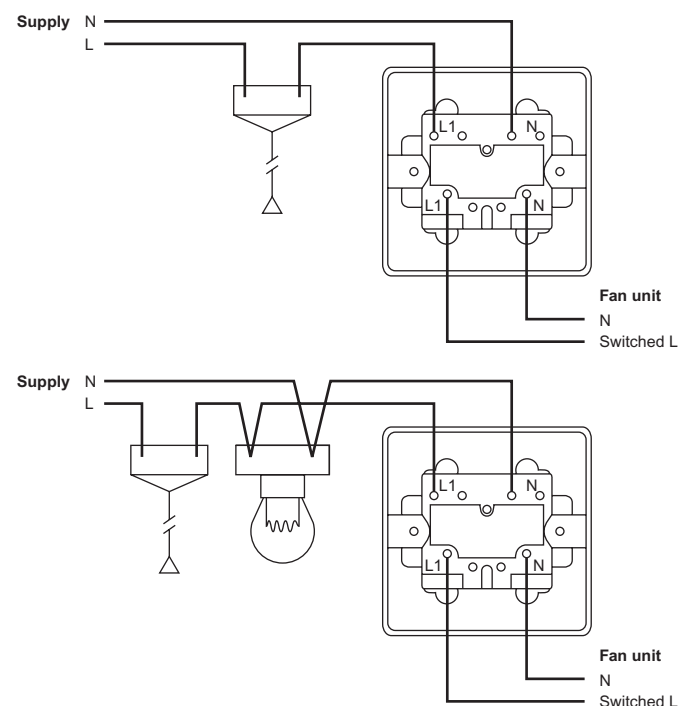 Supply N
L
L1 N
L1 N
Fan unit
N
Switched L
Supply N
L
L1 N
L1 N
Fan unit
N
Switched L